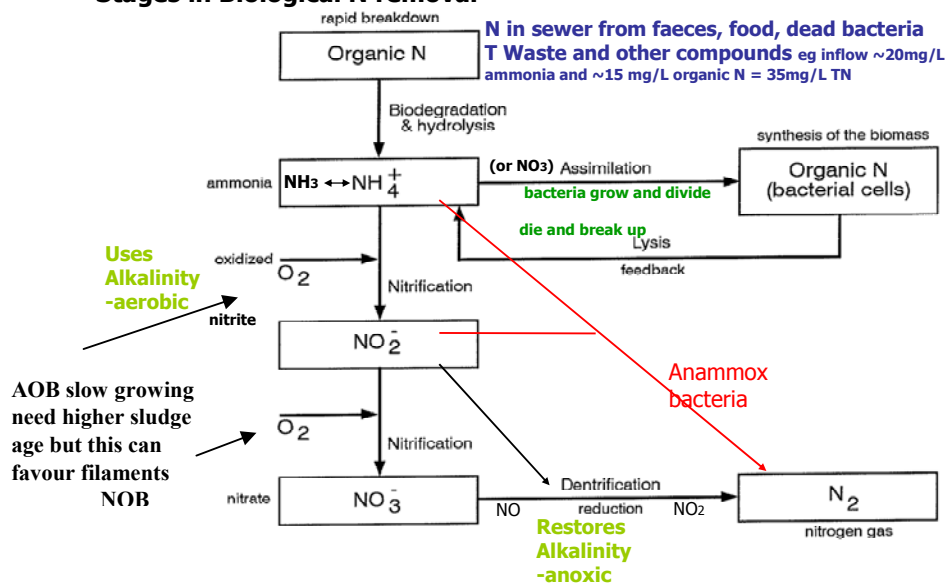 Stages in Biological N removal
rapid breakdown
Organic N
N in sewer from faeces, food, dead bacteria
T Waste and other compounds eg inflow ~20mg/L
ammonia and ~15 mg/L organic N = 35mg/L TN
Biodegradation
& hydrolysis
synthesis of the biomass
ammonia
NH3 ↔ NH4+
(or NO3) Assimilation
bacteria grow and divide
Organic N
(bacterial cells)
die and break up
Lysis
feedback
Uses
Alkalinity
-aerobic
oxidized
O2
Nitrification
nitrite
NO2-
Anammox
bacteria
AOB slow growing
need higher sludge
age but this can
favour filaments
NOB
O2
Nitrification
nitrate
NO3-
Dentrification
NO
reduction
NO2
N2
nitrogen gas
Restores
Alkalinity
-anoxic